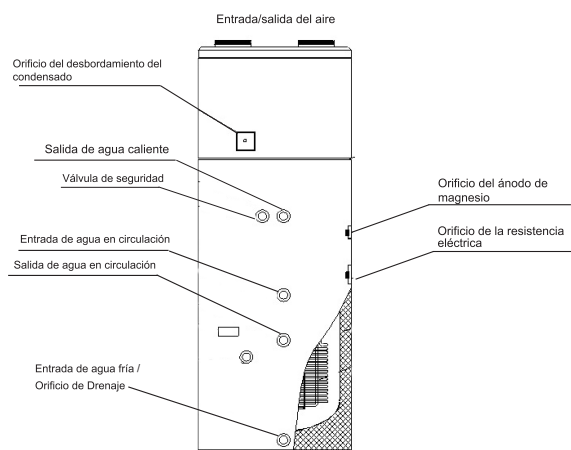 Entrada/salida del aire
Orificio del desbordamiento del
condensado
Salida de agua caliente
Válvula de seguridad
Orificio del ánodo de
magnesio
Entrada de agua en circulación
Orificio de la resistencia
eléctrica
Salida de agua en circulación
Entrada de agua fría /
Orificio de Drenaje